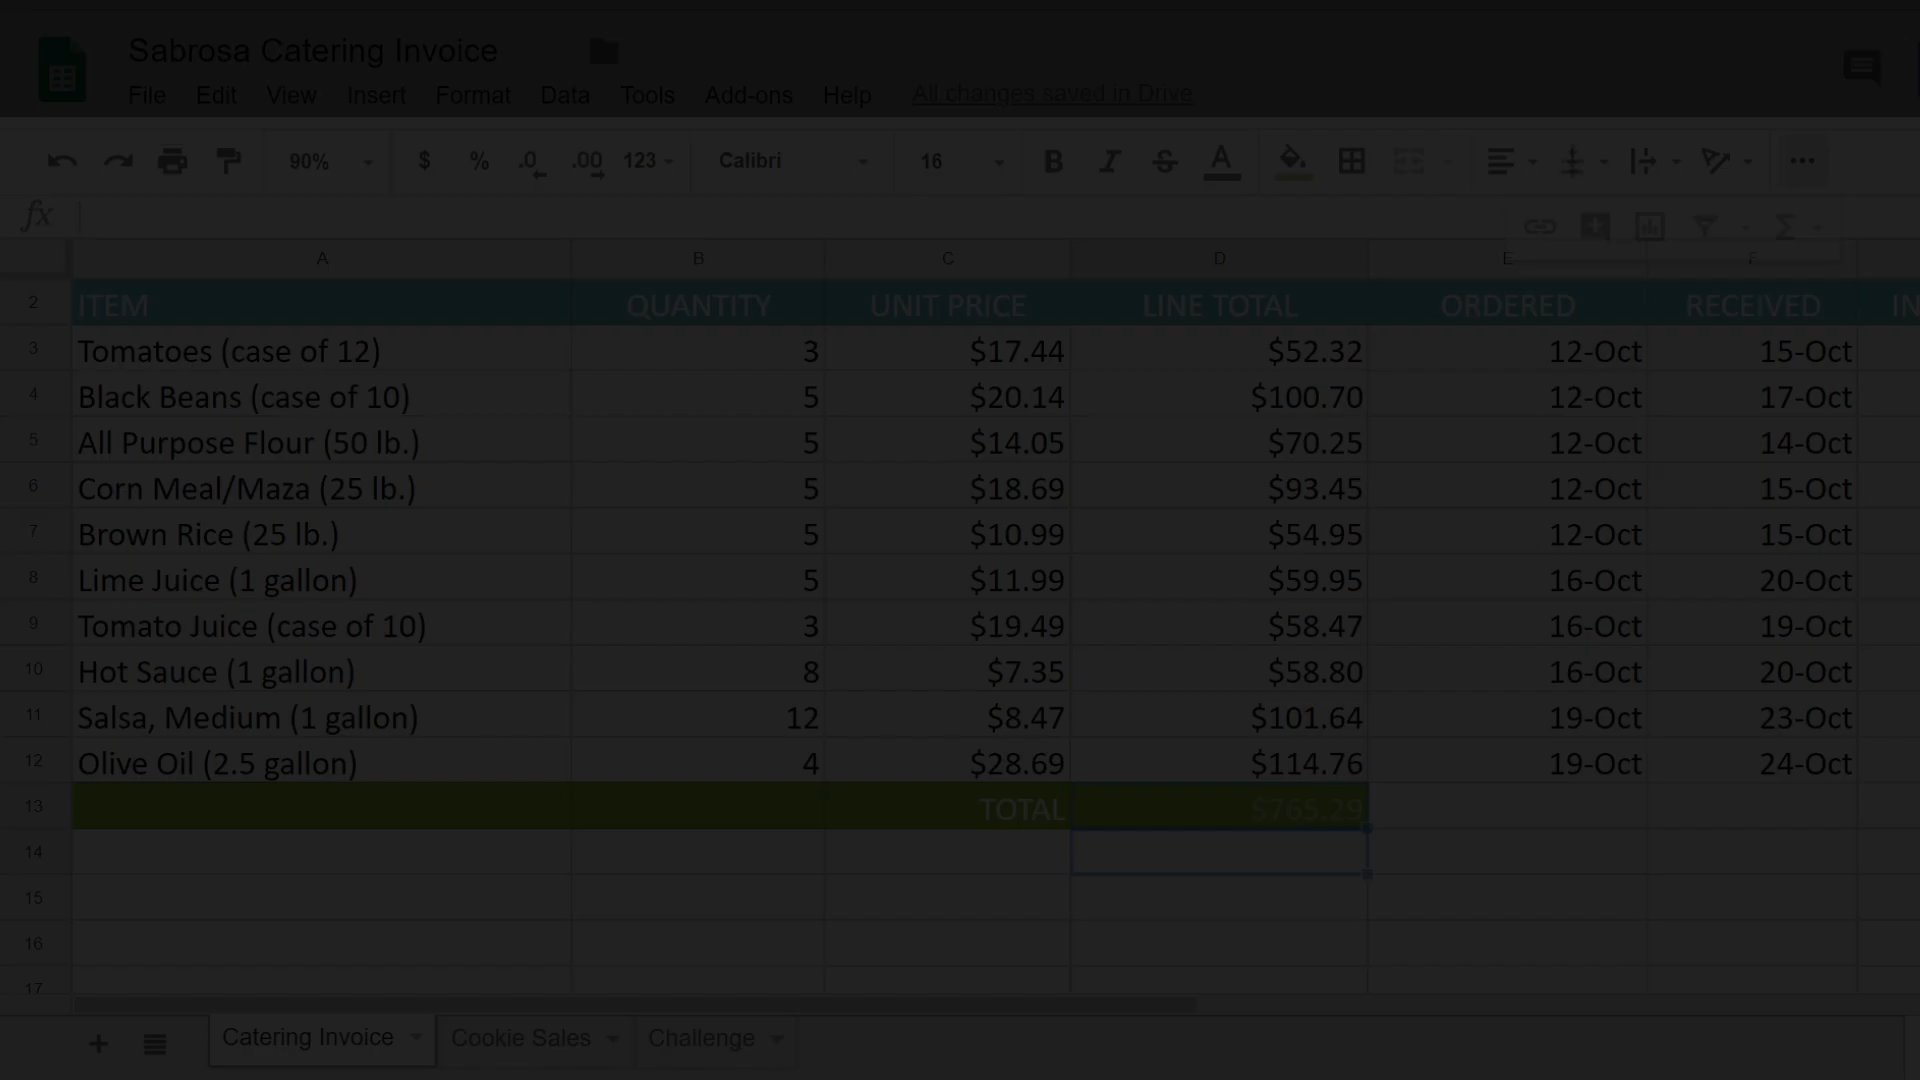 Sabrosa Catering Invoice
File Edit View Insert Format Data Tools Add-ons Help All changes saved in Drive
90% $ % .0 .00 123 Calibri 16 B I S A
fx
A B C D E F
2 ITEM QUANTITY UNIT PRICE LINE TOTAL ORDERED RECEIVED IN
3 Tomatoes (case of 12) 3 $17.44 $52.32 12-Oct 15-Oct
4 Black Beans (case of 10) 5 $20.14 $100.70 12-Oct 17-Oct
5 All Purpose Flour (50 lb.) 5 $14.05 $70.25 12-Oct 14-Oct
6 Corn Meal/Maza (25 lb.) 5 $18.69 $93.45 12-Oct 15-Oct
7 Brown Rice (25 lb.) 5 $10.99 $54.95 12-Oct 15-Oct
8 Lime Juice (1 gallon) 5 $11.99 $59.95 16-Oct 20-Oct
9 Tomato Juice (case of 10) 3 $19.49 $58.47 16-Oct 19-Oct
10 Hot Sauce (1 gallon) 8 $7.35 $58.80 16-Oct 20-Oct
11 Salsa, Medium (1 gallon) 12 $8.47 $101.64 19-Oct 23-Oct
12 Olive Oil (2.5 gallon) 4 $28.69 $114.76 19-Oct 24-Oct
13 TOTAL $765.29
14
15
16
17
Catering Invoice Cookie Sales Challenge